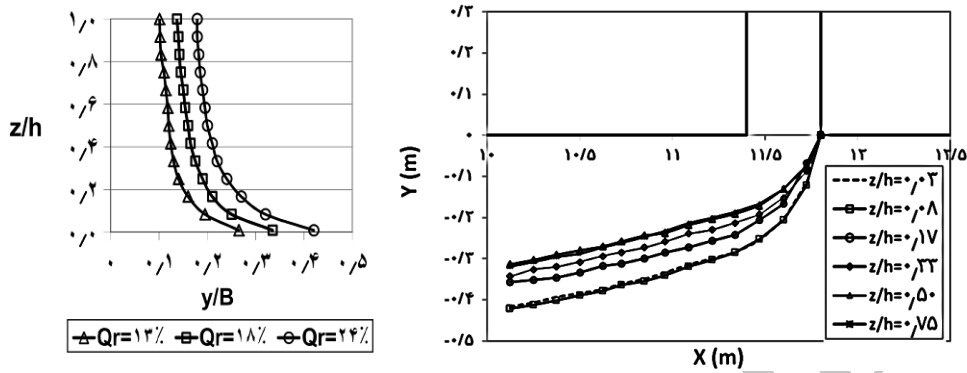 z/h
۱٫۰
۰٫۸
۰٫۶
۰٫۴
۰٫۲
۰٫۰
۰ ۰٫۱ ۰٫۲ ۰٫۳ ۰٫۴ ۰٫۵
y/B
Qr=۱۳٪ Qr=۱۸٪ Qr=۲۴٪
Y (m)
۰/۳
۰/۲
۰/۱
۰
-۰/۱
-۰/۲
-۰/۳
-۰/۴
-۰/۵
۱۰ ۱۰/۵ ۱۱ ۱۱/۵ ۱۲ ۱۲/۵
X (m)
z/h=۰٫۰۳
z/h=۰٫۰۸
z/h=۰٫۱۷
z/h=۰٫۳۳
z/h=۰٫۵۰
z/h=۰٫۷۵